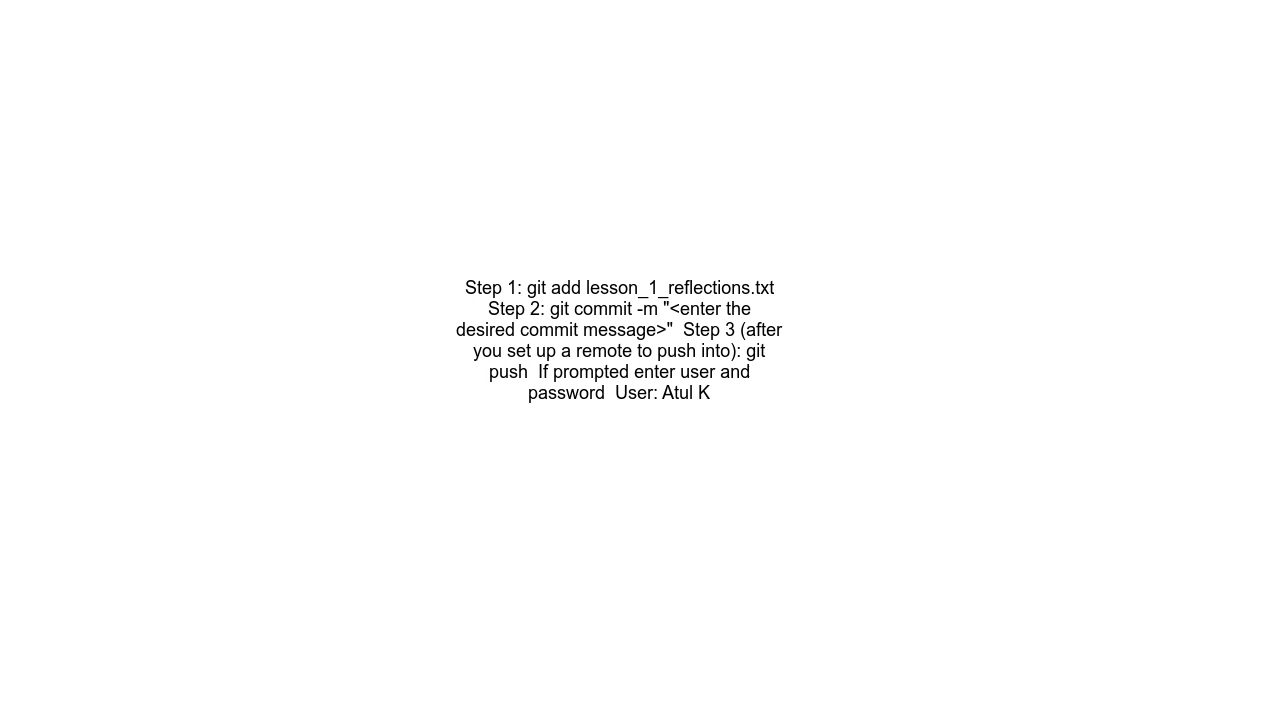 Step 1: git add lesson_1_reflections.txt
Step 2: git commit -m "<enter the
desired commit message>"  Step 3 (after
you set up a remote to push into): git
push  If prompted enter user and
password  User: Atul K